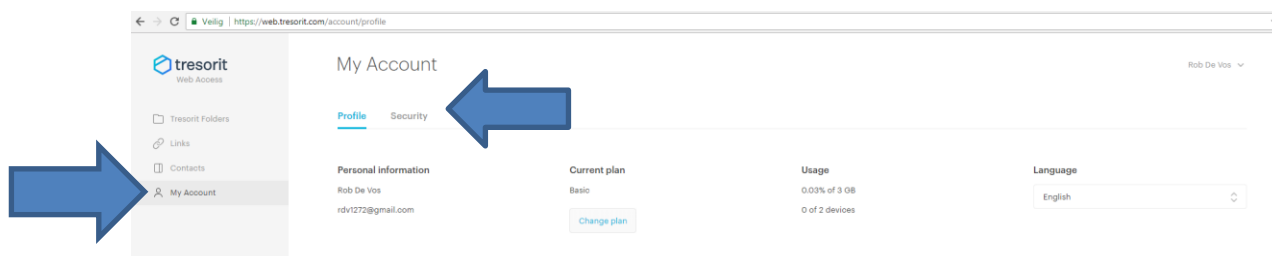 Veilig | https://web.tresorit.com/account/profile
tresorit
Web Access
Tresorit Folders
Links
Contacts
My Account
My Account
Rob De Vos
Profile Security
Personal information Current plan Usage Language
Rob De Vos Basic 0.03% of 3 GB English
rdv1272@gmail.com 0 of 2 devices
Change plan